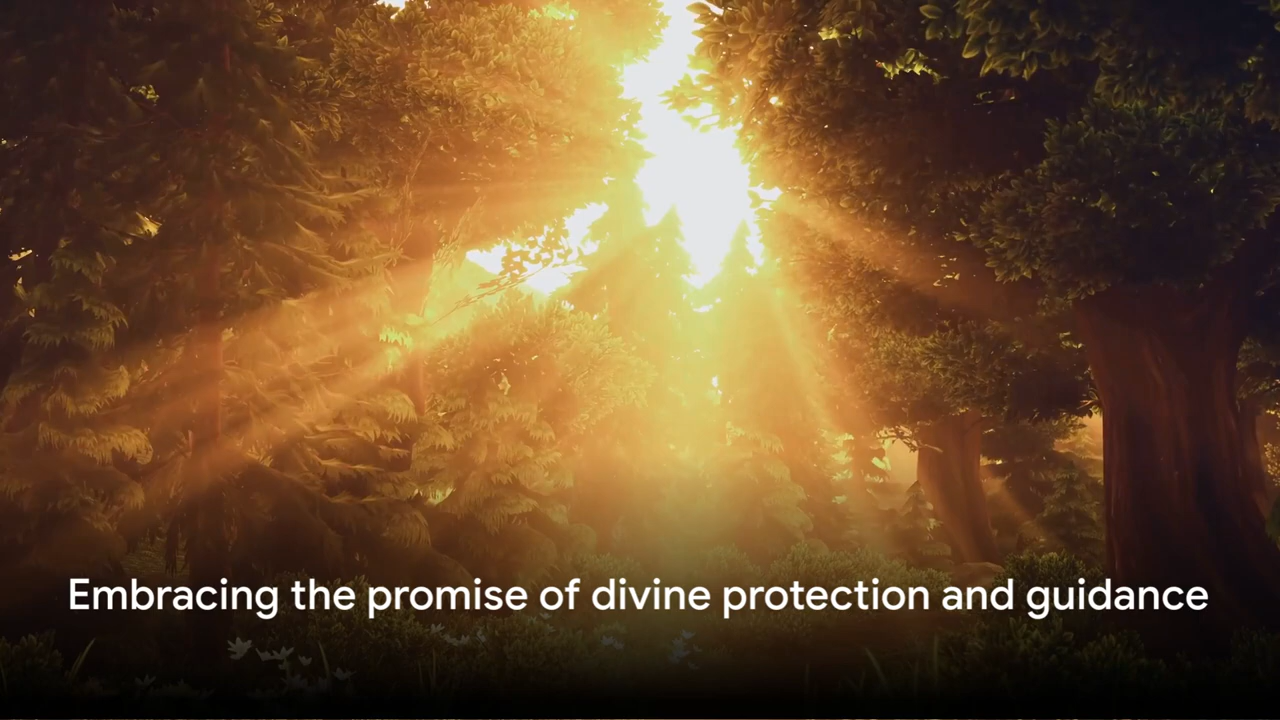 Embracing the promise of divine protection and guidance